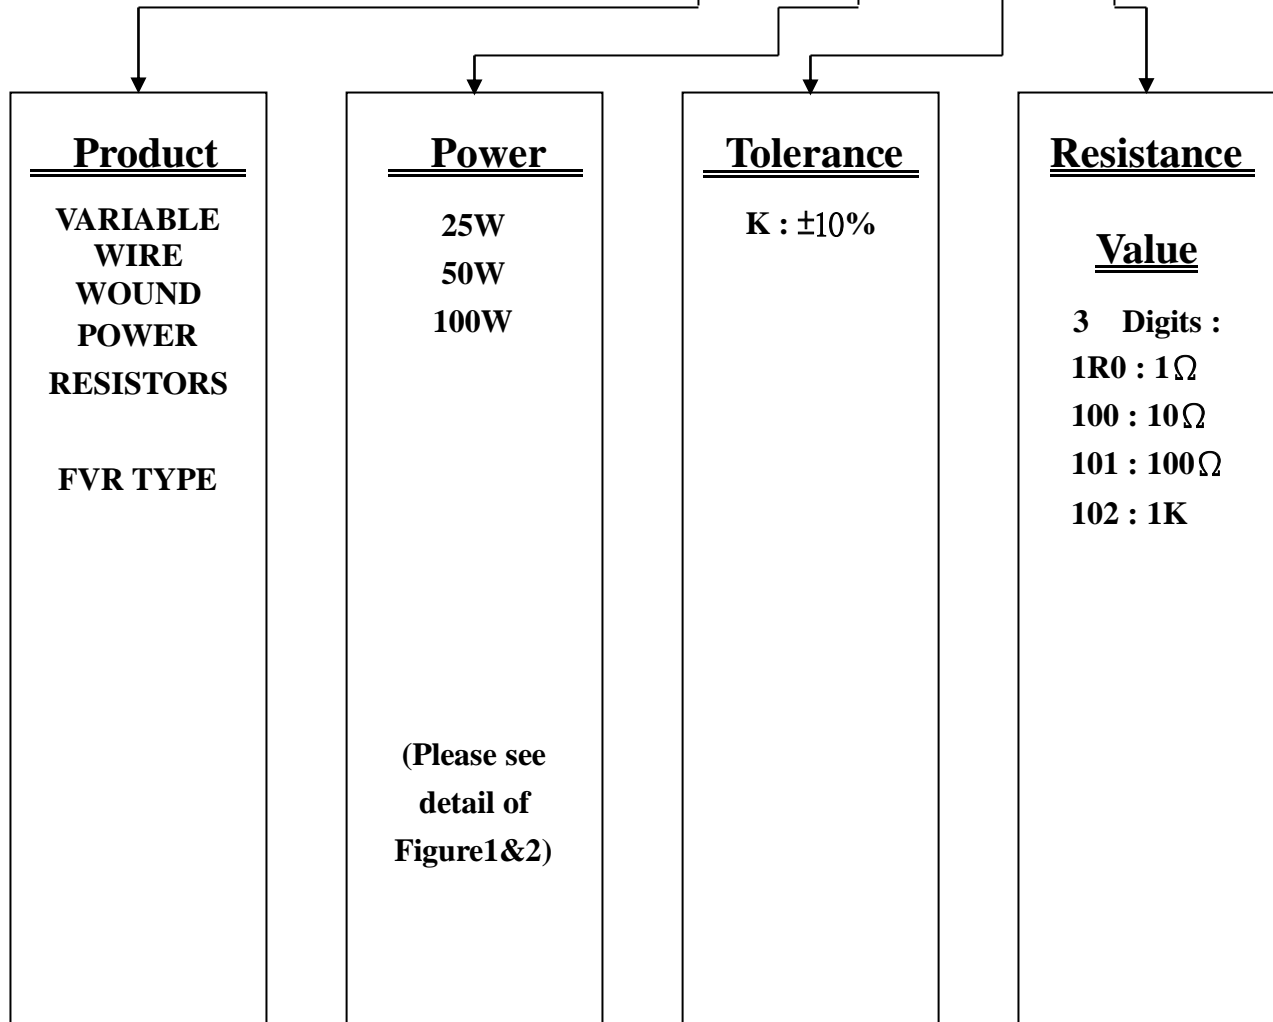 Product
VARIABLE
WIRE
WOUND
POWER
RESISTORS
FVR TYPE
Power
25W
50W
100W
(Please see
detail of
Figure1&2)
Tolerance
K : ±10%
Resistance
Value
3 Digits :
1R0 : 1Ω
100 : 10Ω
101 : 100Ω
102 : 1K